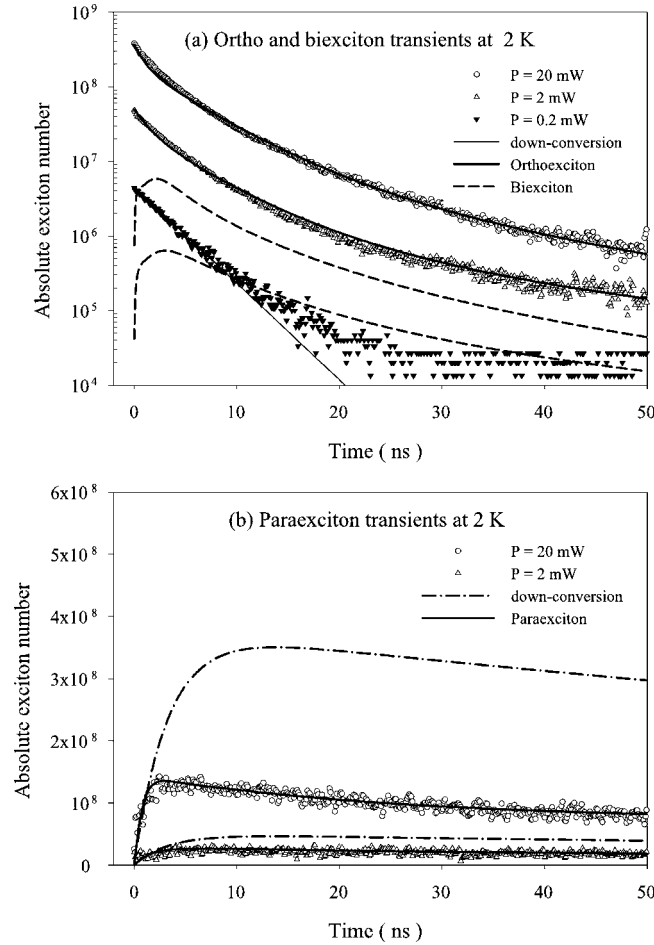 (a) Ortho and biexciton transients at 2 K
P = 20 mW
P = 2 mW
P = 0.2 mW
down-conversion
Orthoexciton
Biexciton
Absolute exciton number
10⁹
10⁸
10⁷
10⁶
10⁵
10⁴
0 10 20 30 40 50
Time ( ns )
(b) Paraexciton transients at 2 K
P = 20 mW
P = 2 mW
down-conversion
Paraexciton
Absolute exciton number
6x10⁸
5x10⁸
4x10⁸
3x10⁸
2x10⁸
10⁸
0
0 10 20 30 40 50
Time ( ns )